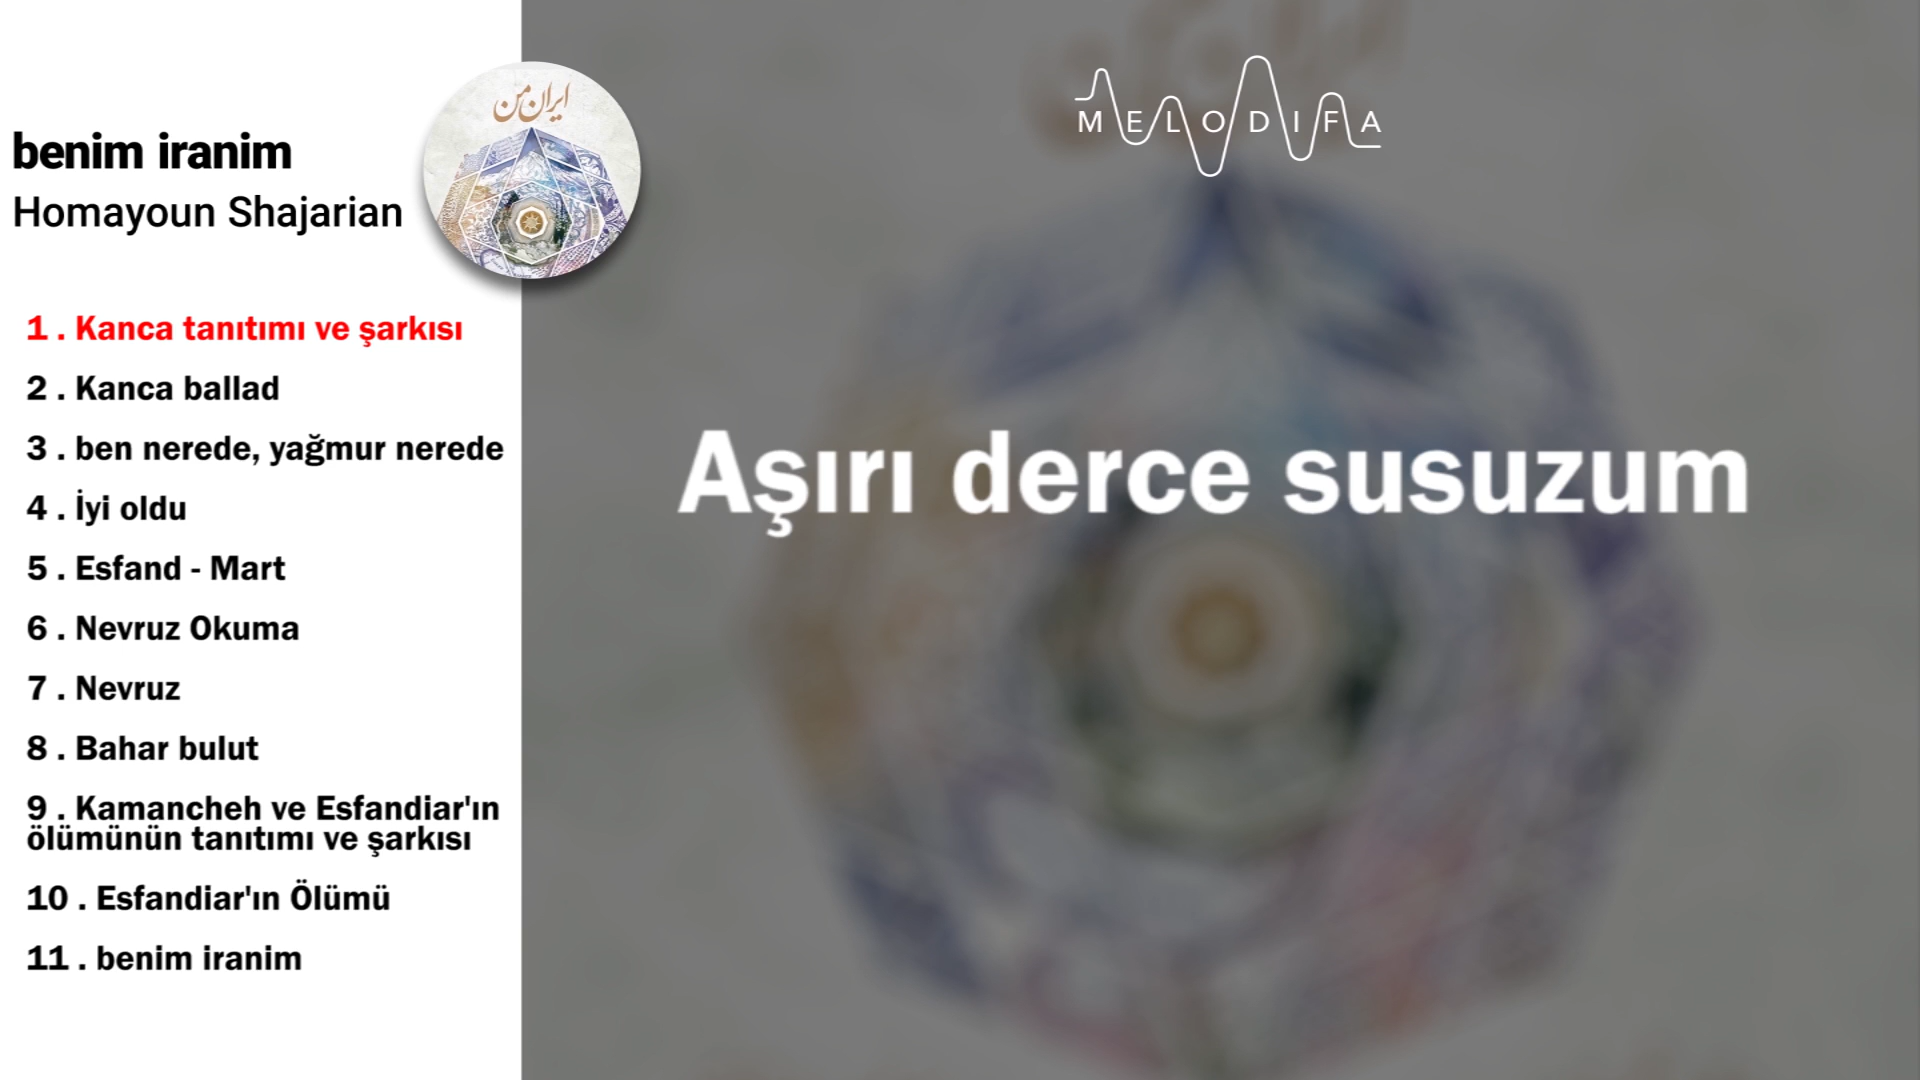 benim iranim
Homayoun Shajarian
ایران من
1 . Kanca tanıtımı ve şarkısı
2 . Kanca ballad
3 . ben nerede, yağmur nerede
4 . İyi oldu
5 . Esfand - Mart
6 . Nevruz Okuma
7 . Nevruz
8 . Bahar bulut
9 . Kamancheh ve Esfandiar'ın
ölümünün tanıtımı ve şarkısı
10 . Esfandiar'ın Ölümü
11 . benim iranim
MELODIFA
Aşırı derce susuzum